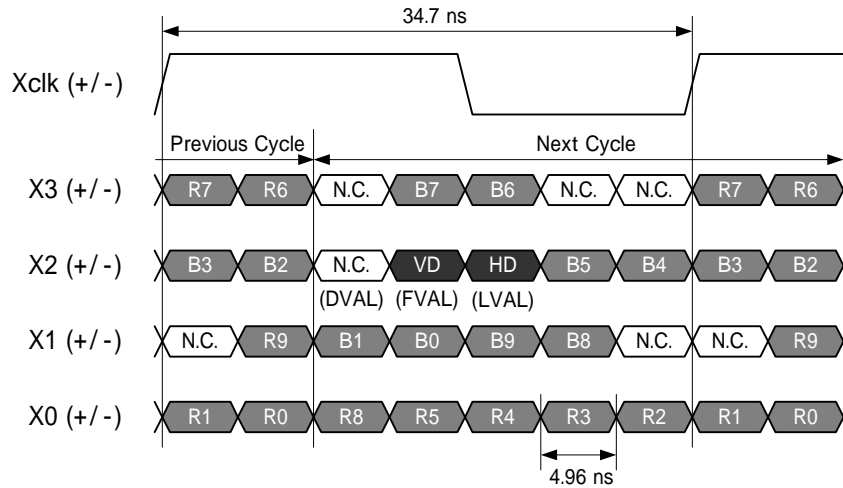 34.7 ns
Xclk (+/-)
Previous Cycle Next Cycle
X3 (+/-) R7 R6 N.C. B7 B6 N.C. N.C. R7 R6
X2 (+/-) B3 B2 N.C. VD HD B5 B4 B3 B2
(DVAL) (FVAL) (LVAL)
X1 (+/-) N.C. R9 B1 B0 B9 B8 N.C. N.C. R9
X0 (+/-) R1 R0 R8 R5 R4 R3 R2 R1 R0
4.96 ns